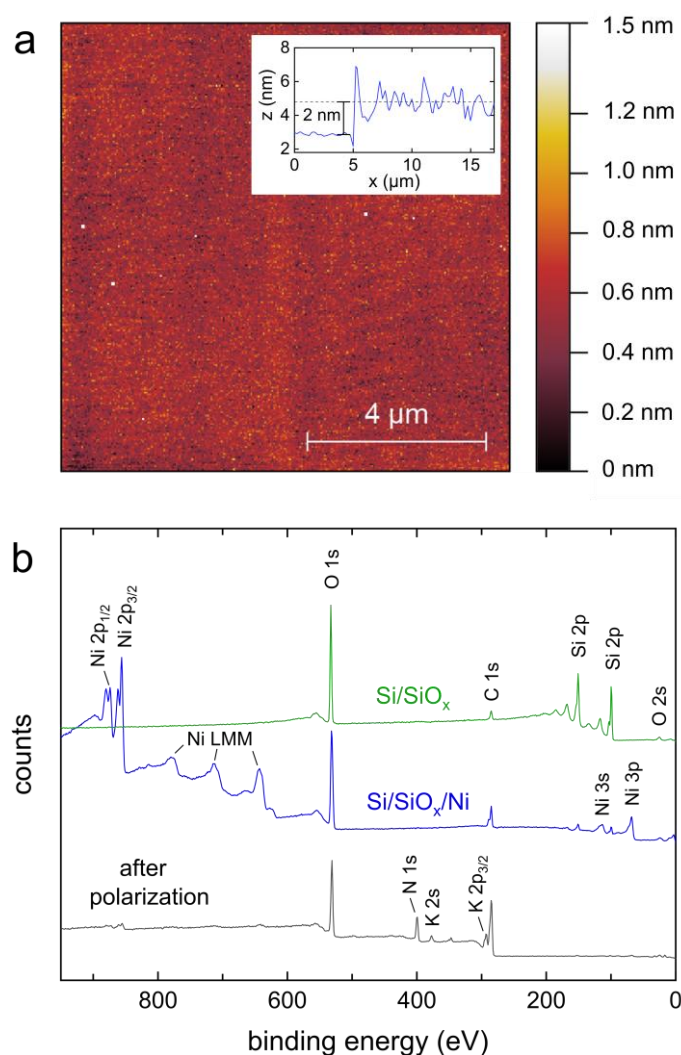 a
8
6
4
2
z (nm)
2 nm
0 5 10 15
x (µm)
4 µm
1.5 nm
1.2 nm
1.0 nm
0.8 nm
0.6 nm
0.4 nm
0.2 nm
0 nm
b
counts
Ni 2p1/2
Ni 2p3/2
O 1s
C 1s
Si 2p
Si 2p
O 2s
Si/SiOx
Ni LMM
Si/SiOx/Ni
Ni 3s
Ni 3p
after
polarization
N 1s
K 2s
K 2p3/2
800 600 400 200 0
binding energy (eV)